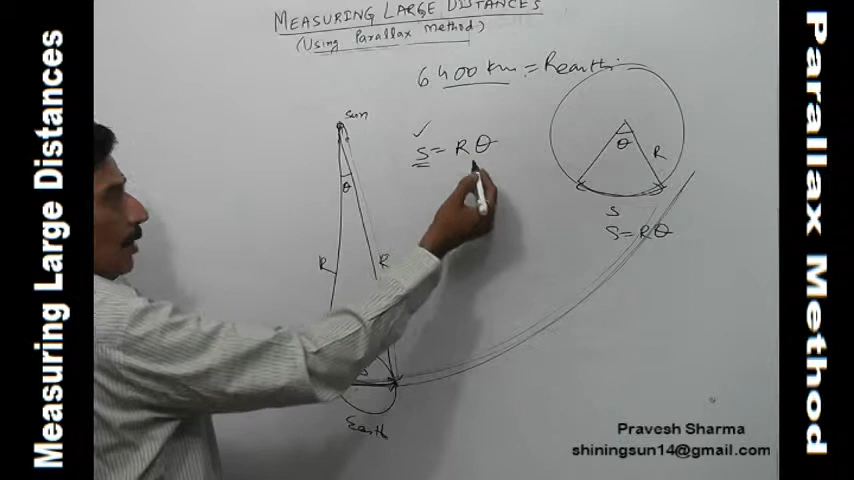 Measuring Large Distances
MEASURING LARGE DISTANCES
(Using Parallax Method)
6400 km = Rearth
Sun
S = Rθ
θ
R
R
θ
R
S
S = Rθ
S
Earth
Pravesh Sharma
shiningsun14@gmail.com
Parallax Method